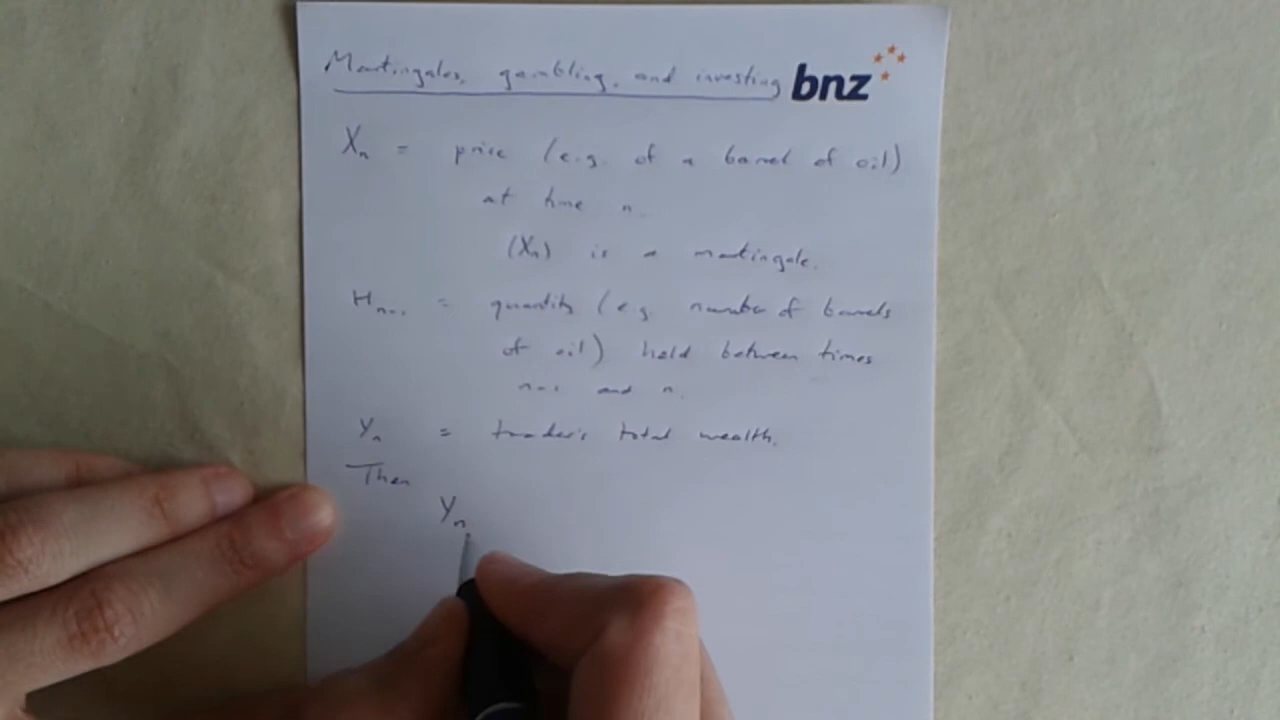 Martingales, gambling, and investing bnz
Xn = price (e.g. of a barrel of oil)
at time n.
(Xn) is a martingale.
Hn-1 = quantity (e.g. number of barrels
of oil) held between times
n-1 and n.
Yn = trader's total wealth.
Then
Yn